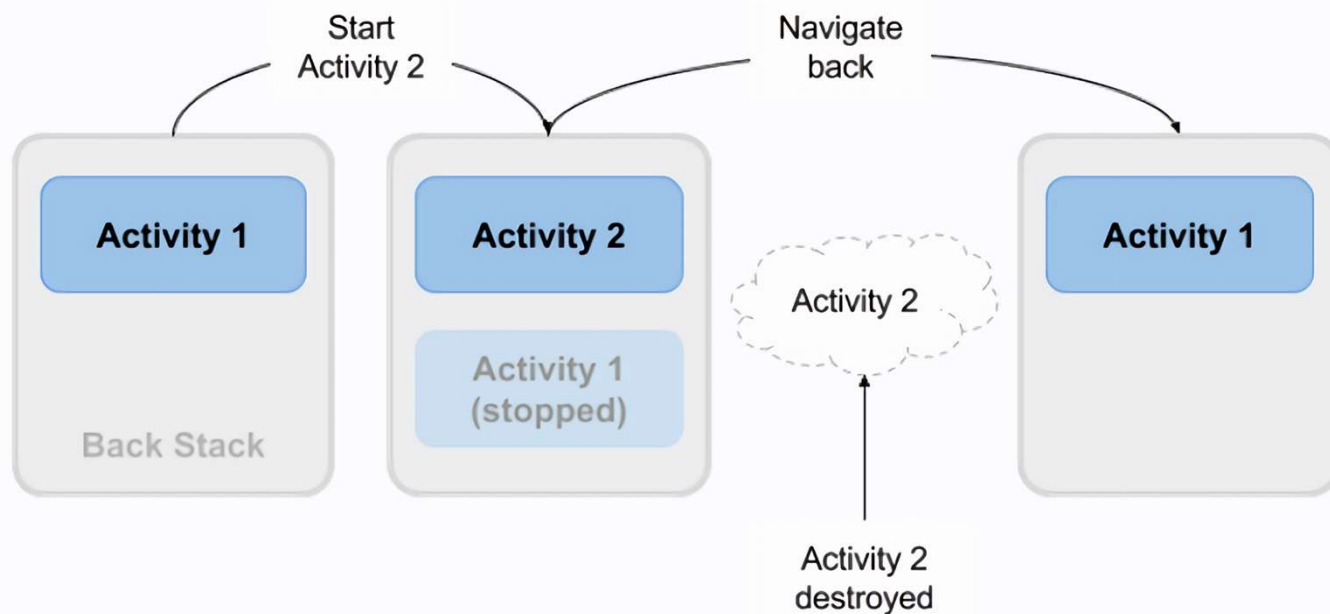 Start
Activity 2
Navigate
back
Activity 1
Back Stack
Activity 2
Activity 1
(stopped)
Activity 2
Activity 2
destroyed
Activity 1